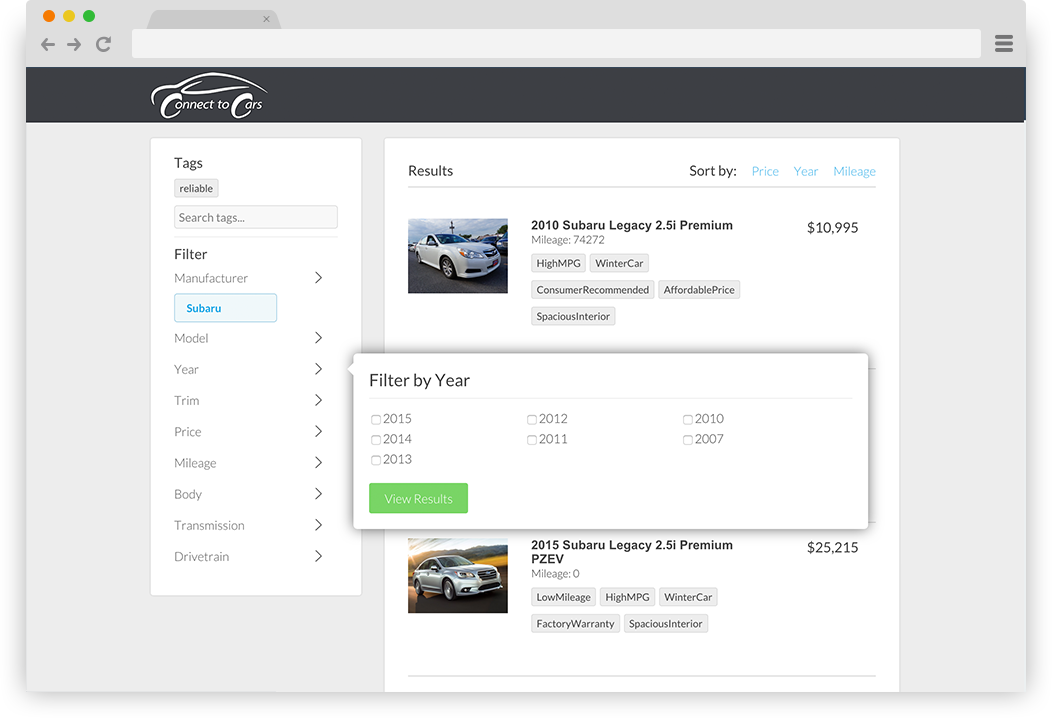 Connect to Cars
Tags
reliable
Search tags...
Filter
Manufacturer
Subaru
Model
Year
Trim
Price
Mileage
Body
Transmission
Drivetrain
Results
Sort by: Price Year Mileage
2010 Subaru Legacy 2.5i Premium
$10,995
Mileage: 74272
HighMPG WinterCar
ConsumerRecommended AffordablePrice
SpaciousInterior
Filter by Year
2015 2012 2010
2014 2011 2007
2013
View Results
2015 Subaru Legacy 2.5i Premium
$25,215
PZEV
Mileage: 0
LowMileage HighMPG WinterCar
FactoryWarranty SpaciousInterior